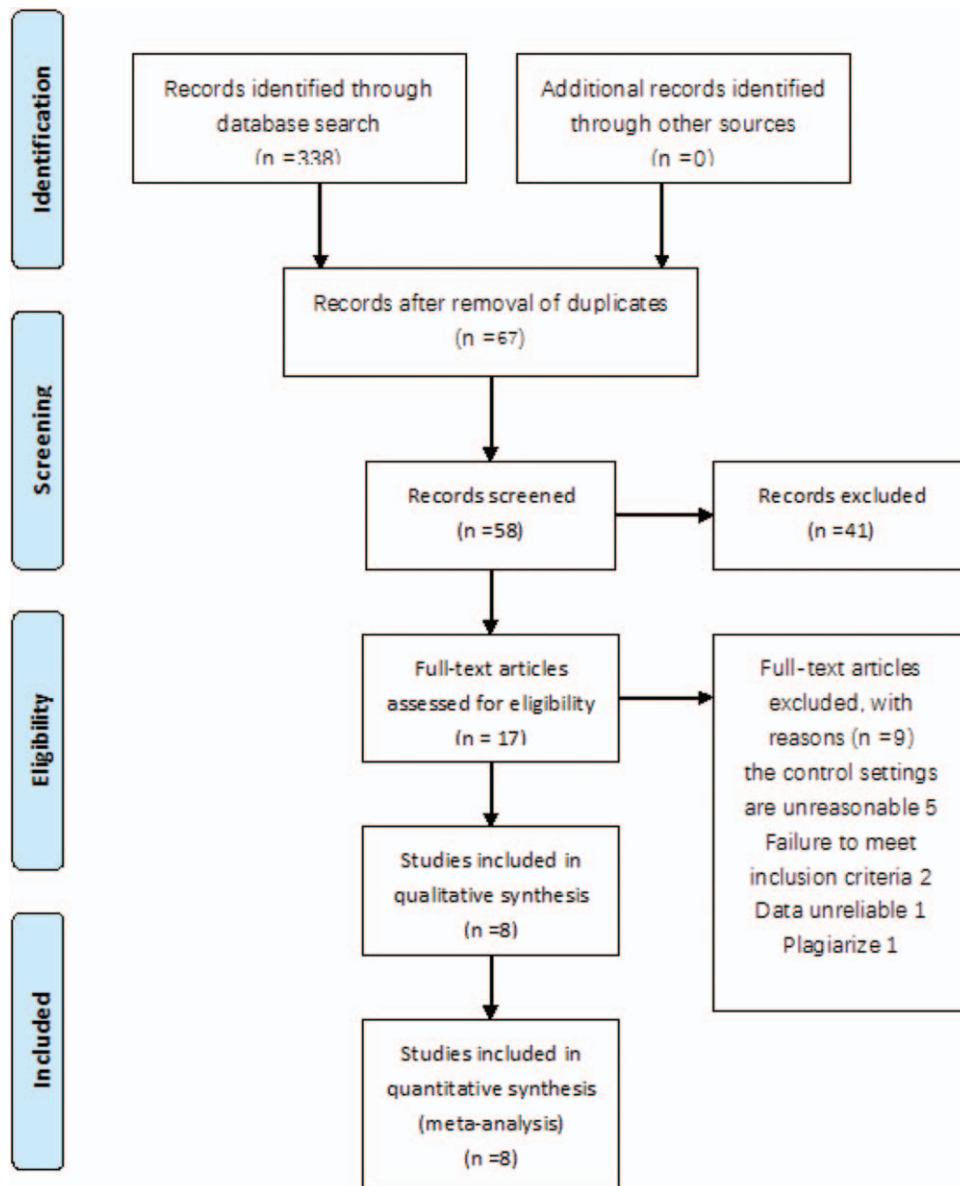 Identification
Records identified through
database search
(n =338)
Additional records identified
through other sources
(n =0)
Records after removal of duplicates
(n =67)
Screening
Records screened
(n =58)
Records excluded
(n =41)
Eligibility
Full-text articles
assessed for eligibility
(n = 17)
Full-text articles
excluded, with
reasons (n =9)
the control settings
are unreasonable 5
Failure to meet
inclusion criteria 2
Data unreliable 1
Plagiarize 1
Studies included in
qualitative synthesis
(n =8)
Included
Studies included in
quantitative synthesis
(meta-analysis)
(n =8)